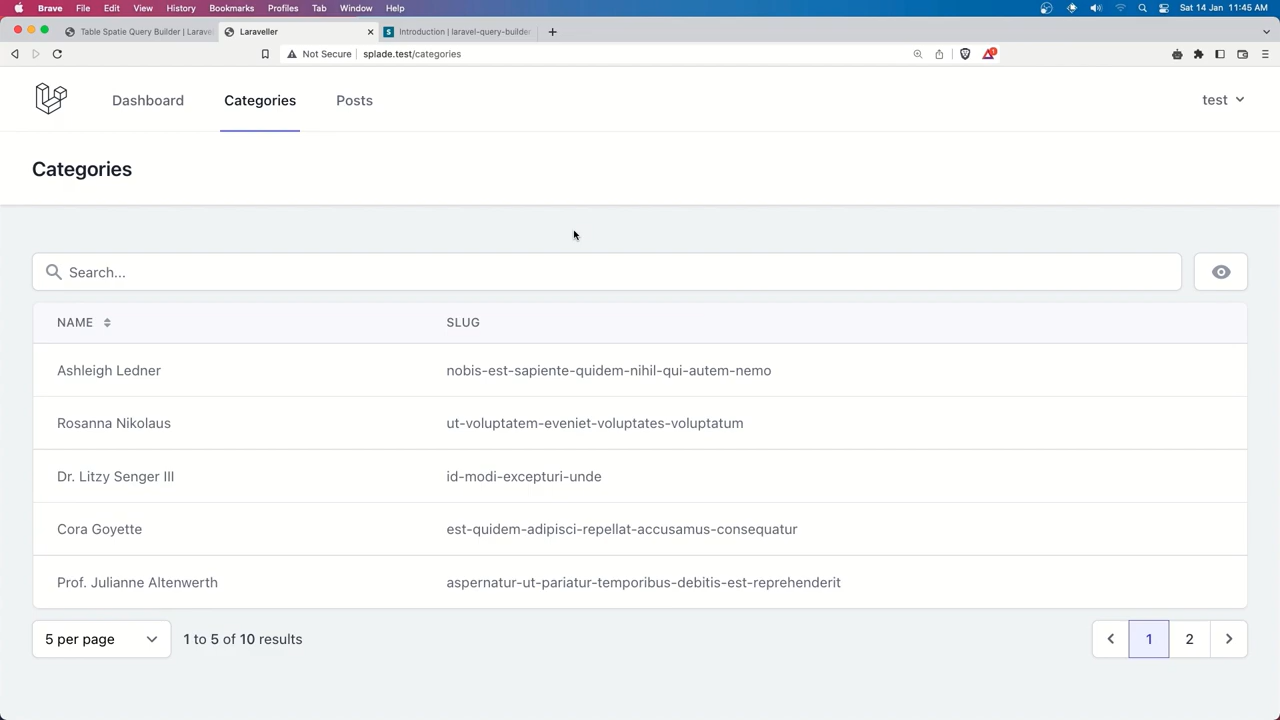 Brave File Edit View History Bookmarks Profiles Tab Window Help Sat 14 Jan 11:45 AM
Table Spatie Query Builder | Larave Laraveller Introduction | laravel-query-builder
Not Secure splade.test/categories
Dashboard Categories Posts test
Categories
Search...
NAME SLUG
Ashleigh Ledner nobis-est-sapiente-quidem-nihil-qui-autem-nemo
Rosanna Nikolaus ut-voluptatem-eveniet-voluptates-voluptatum
Dr. Litzy Senger III id-modi-excepturi-unde
Cora Goyette est-quidem-adipisci-repellat-accusamus-consequatur
Prof. Julianne Altenwerth aspernatur-ut-pariatur-temporibus-debitis-est-reprehenderit
5 per page 1 to 5 of 10 results 1 2